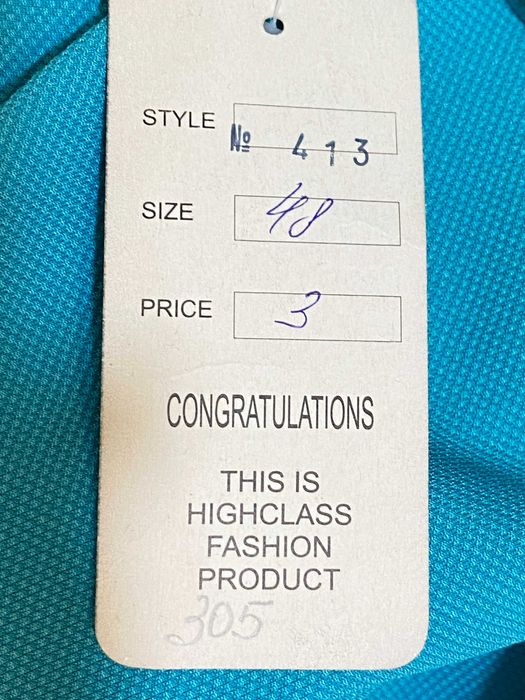 STYLE № 413
SIZE 48
PRICE 3
CONGRATULATIONS
THIS IS
HIGHCLASS
FASHION
PRODUCT
305